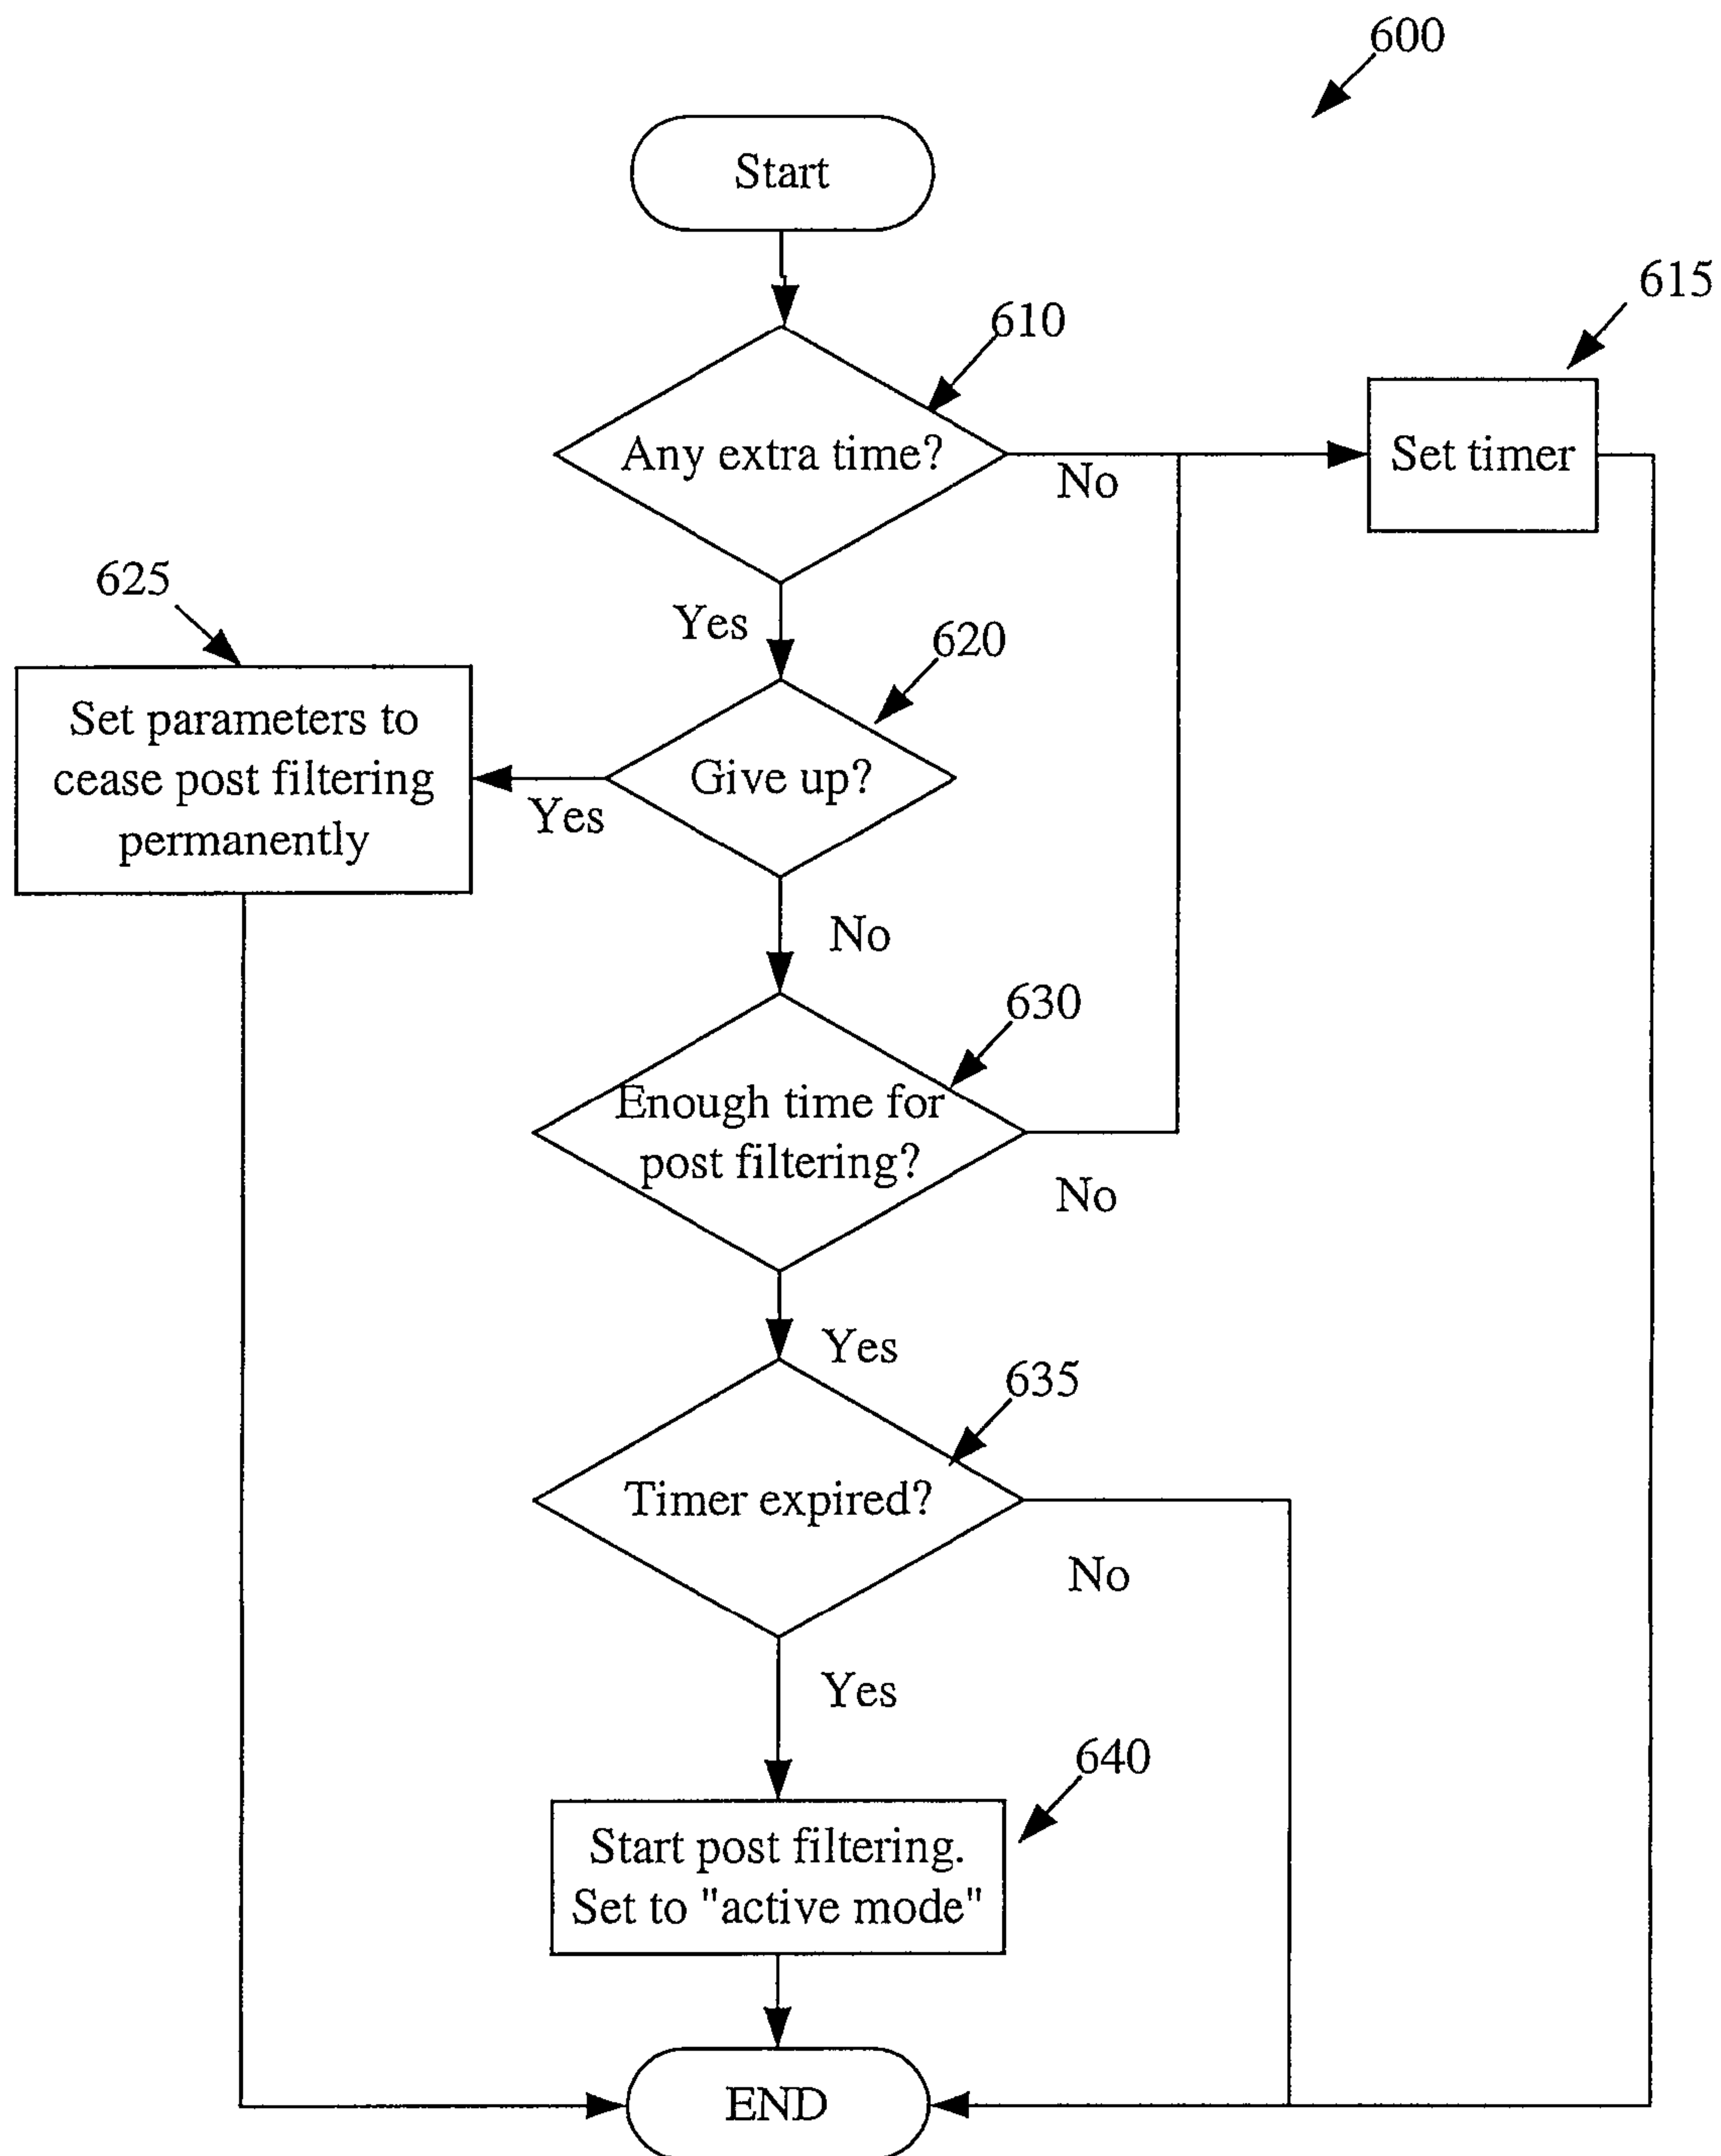 600
Start
610
615
Any extra time?
No
Set timer
625
Yes
620
Set parameters to
cease post filtering
permanently
Give up?
Yes
No
630
Enough time for
post filtering?
No
Yes
635
Timer expired?
No
Yes
640
Start post filtering.
Set to "active mode"
END